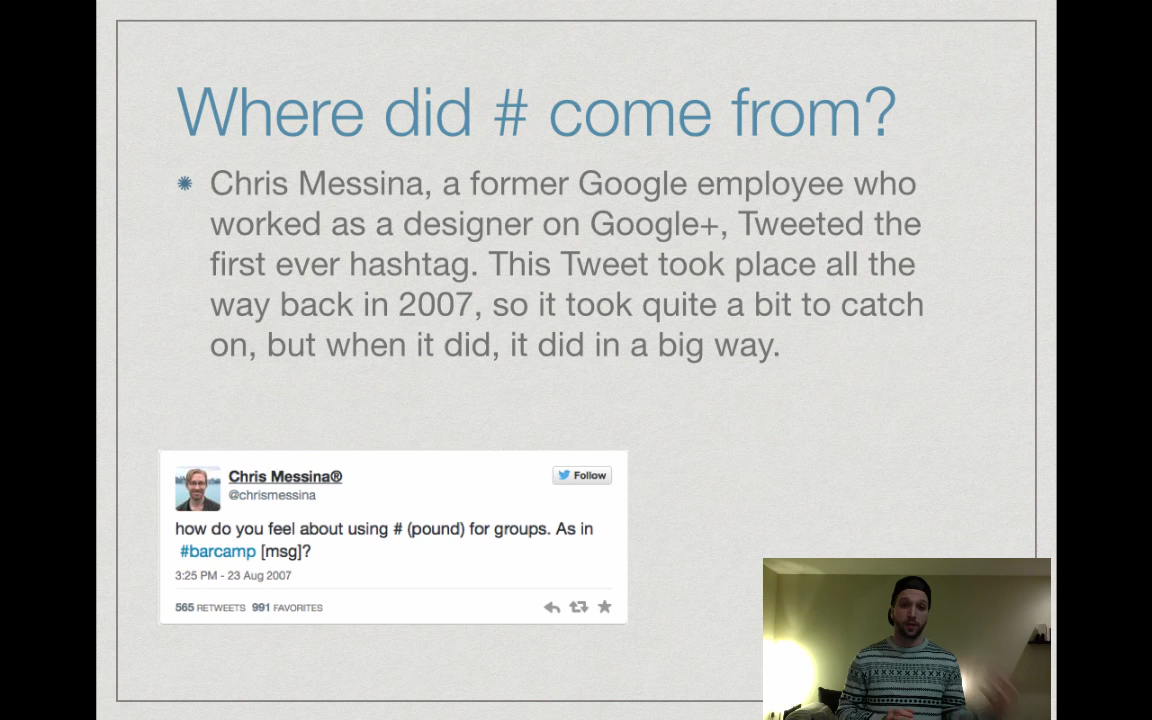 Where did # come from?
Chris Messina, a former Google employee who
worked as a designer on Google+, Tweeted the
first ever hashtag. This Tweet took place all the
way back in 2007, so it took quite a bit to catch
on, but when it did, it did in a big way.
Chris Messina®
Follow
@chrismessina
how do you feel about using # (pound) for groups. As in
#barcamp [msg]?
3:25 PM - 23 Aug 2007
565 RETWEETS 991 FAVORITES